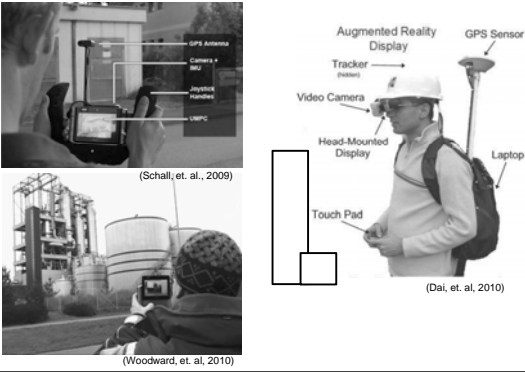 GPS Antenna
Camera +
IMU
Joystick
Handles
UMPC
(Schall, et. al., 2009)
(Woodward, et. al, 2010)
Augmented Reality
Display
GPS Sensor
Tracker
(hidden)
Video Camera
Head-Mounted
Display
Laptop
Touch Pad
(Dai, et. al, 2010)